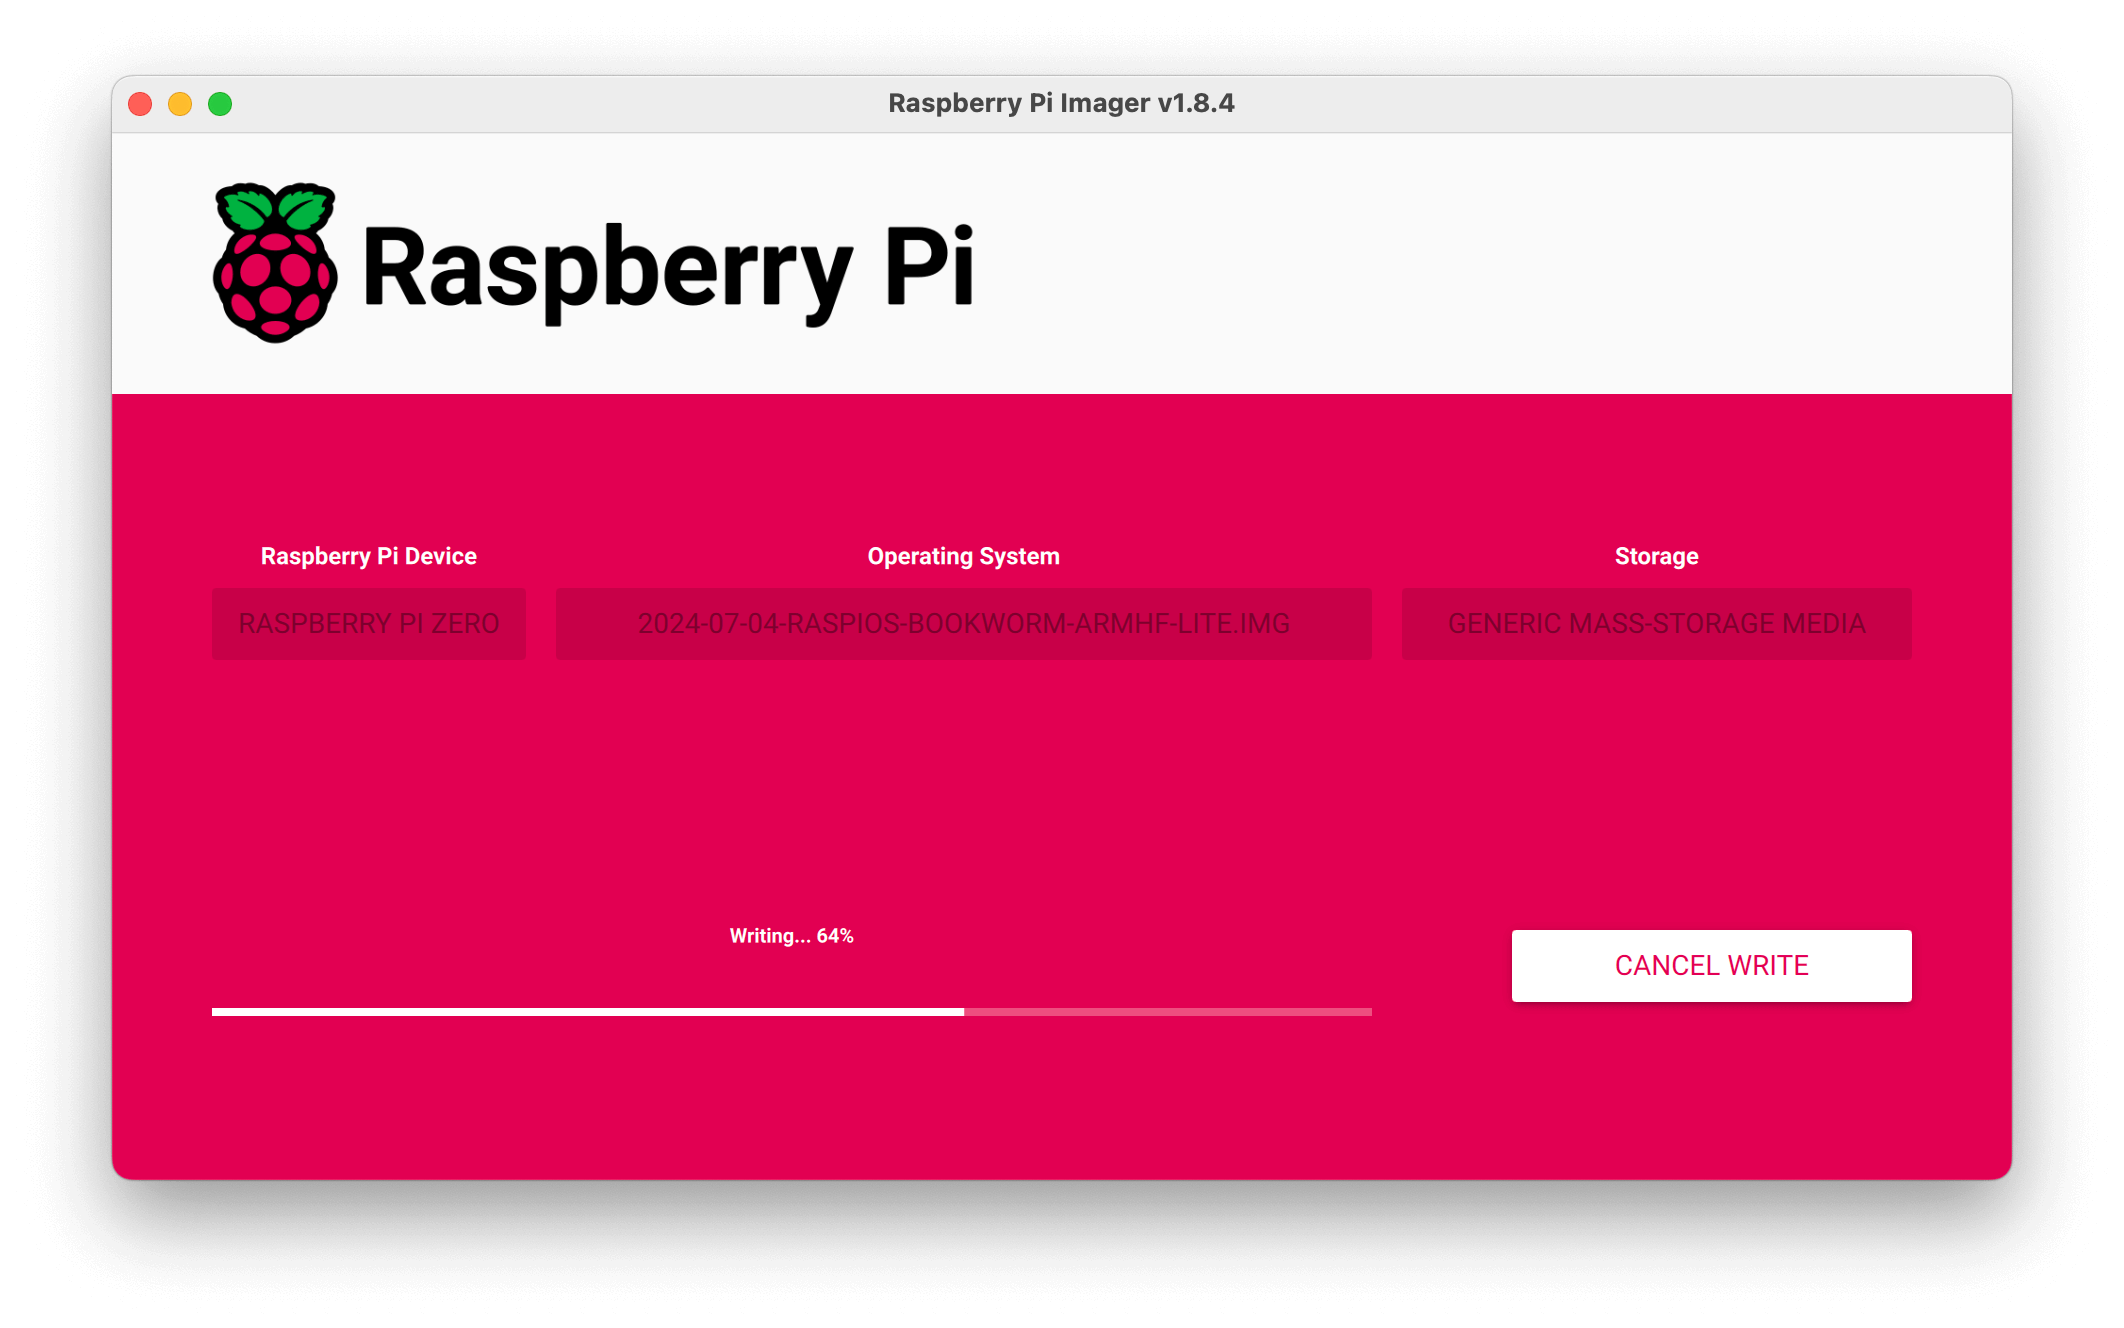 Raspberry Pi Imager v1.8.4
Raspberry Pi
Raspberry Pi Device
Operating System
Storage
RASPBERRY PI ZERO
2024-07-04-RASPIOS-BOOKWORM-ARMHF-LITE.IMG
GENERIC MASS-STORAGE MEDIA
Writing... 64%
CANCEL WRITE